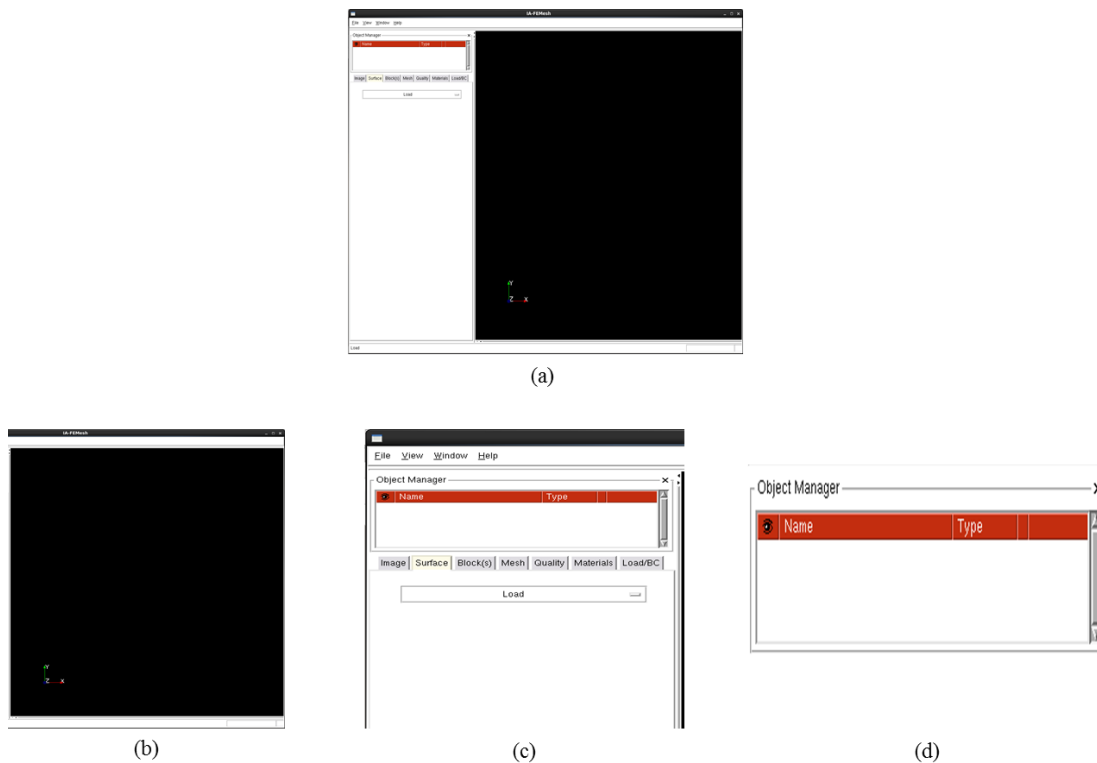 IA-FEMesh
File View Window Help
Object Manager
Name Type
Image Surface Block(s) Mesh Quality Materials Load/BC
Load
Y
Z X
Load
(a)
IA-FEMesh
Y
Z X
(b)
File View Window Help
Object Manager
Name Type
Image Surface Block(s) Mesh Quality Materials Load/BC
Load
(c)
Object Manager
Name Type
(d)